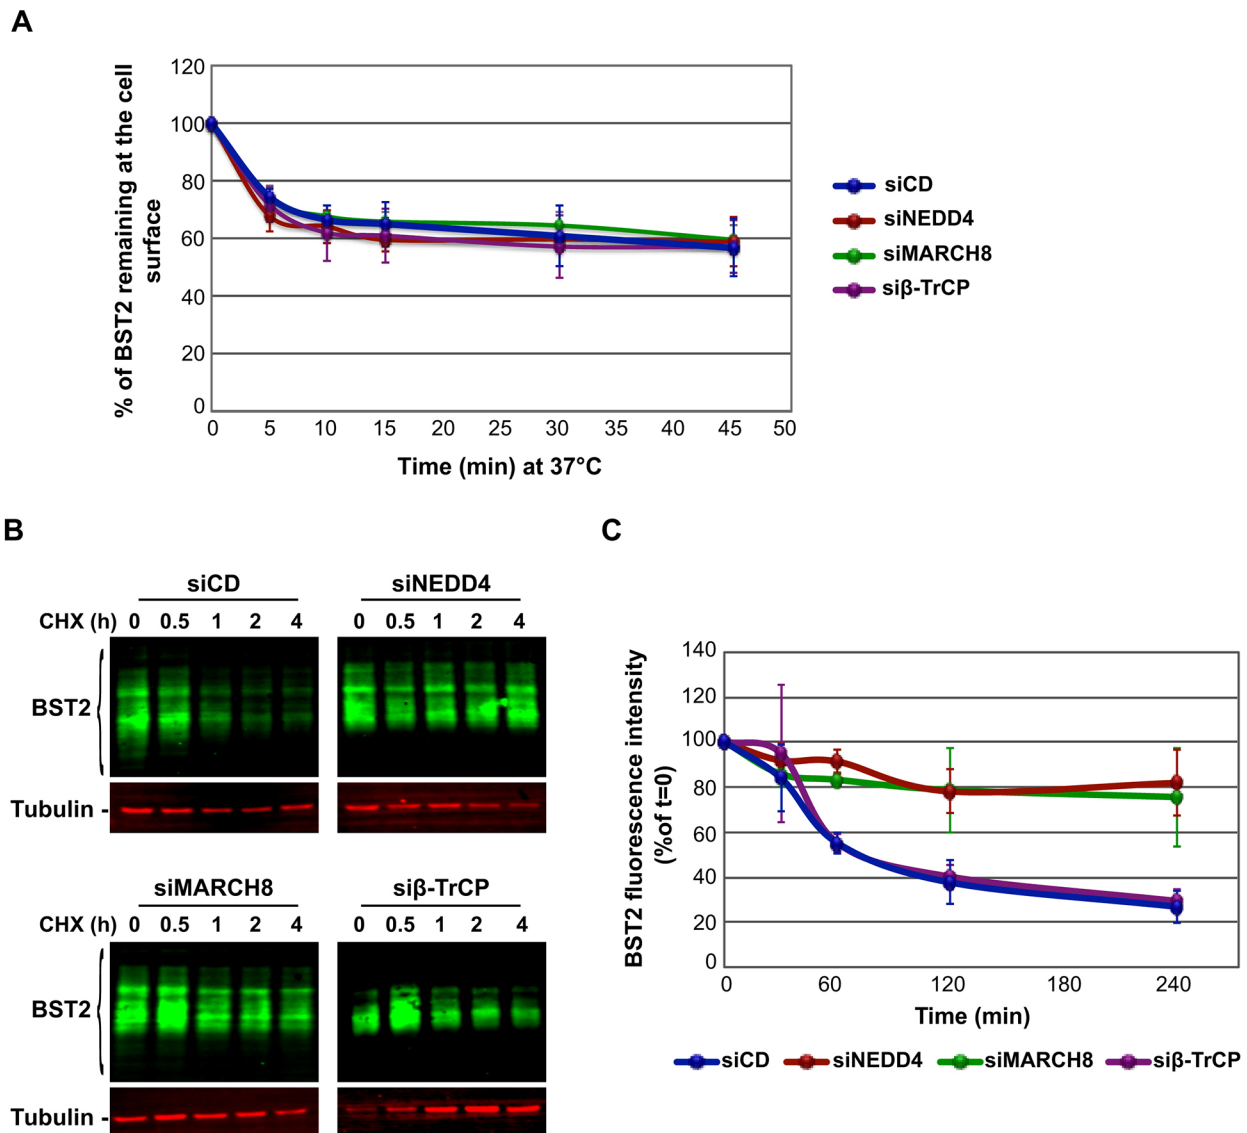 A
% of BST2 remaining at the cell
surface
120
100
80
60
40
20
0
0 5 10 15 20 25 30 35 40 45 50
Time (min) at 37°C
siCD
siNEDD4
siMARCH8
siβ-TrCP
B
siCD
CHX (h) 0 0.5 1 2 4
BST2
Tubulin -
siNEDD4
0 0.5 1 2 4
siMARCH8
CHX (h) 0 0.5 1 2 4
BST2
Tubulin -
siβ-TrCP
0 0.5 1 2 4
C
BST2 fluorescence intensity
(%of t=0)
140
120
100
80
60
40
20
0
0 60 120 180 240
Time (min)
siCD siNEDD4 siMARCH8 siβ-TrCP